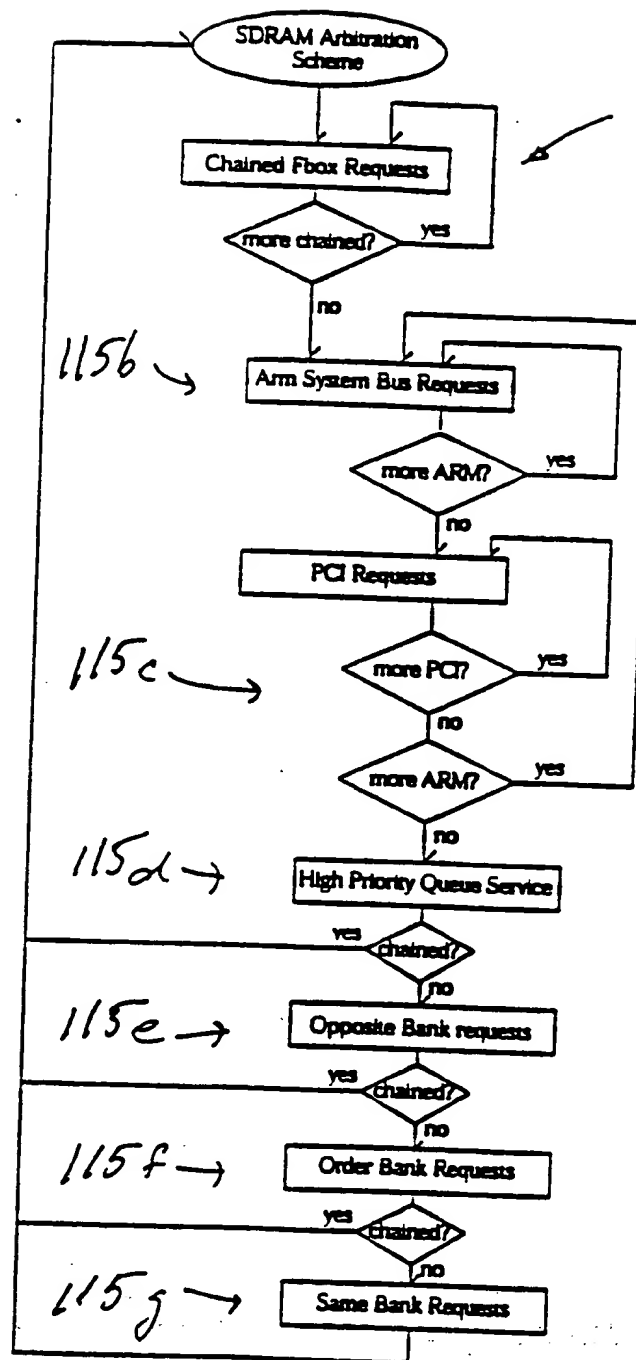 SDRAM Arbitration
Scheme
Chained Fbox Requests
more chained?
yes
no
115b
Arm System Bus Requests
more ARM?
yes
no
PCI Requests
115c
more PCI?
yes
no
more ARM?
yes
no
115d
High Priority Queue Service
yes
chained?
no
115e
Opposite Bank requests
yes
chained?
no
115f
Order Bank Requests
yes
chained?
no
115g
Same Bank Requests